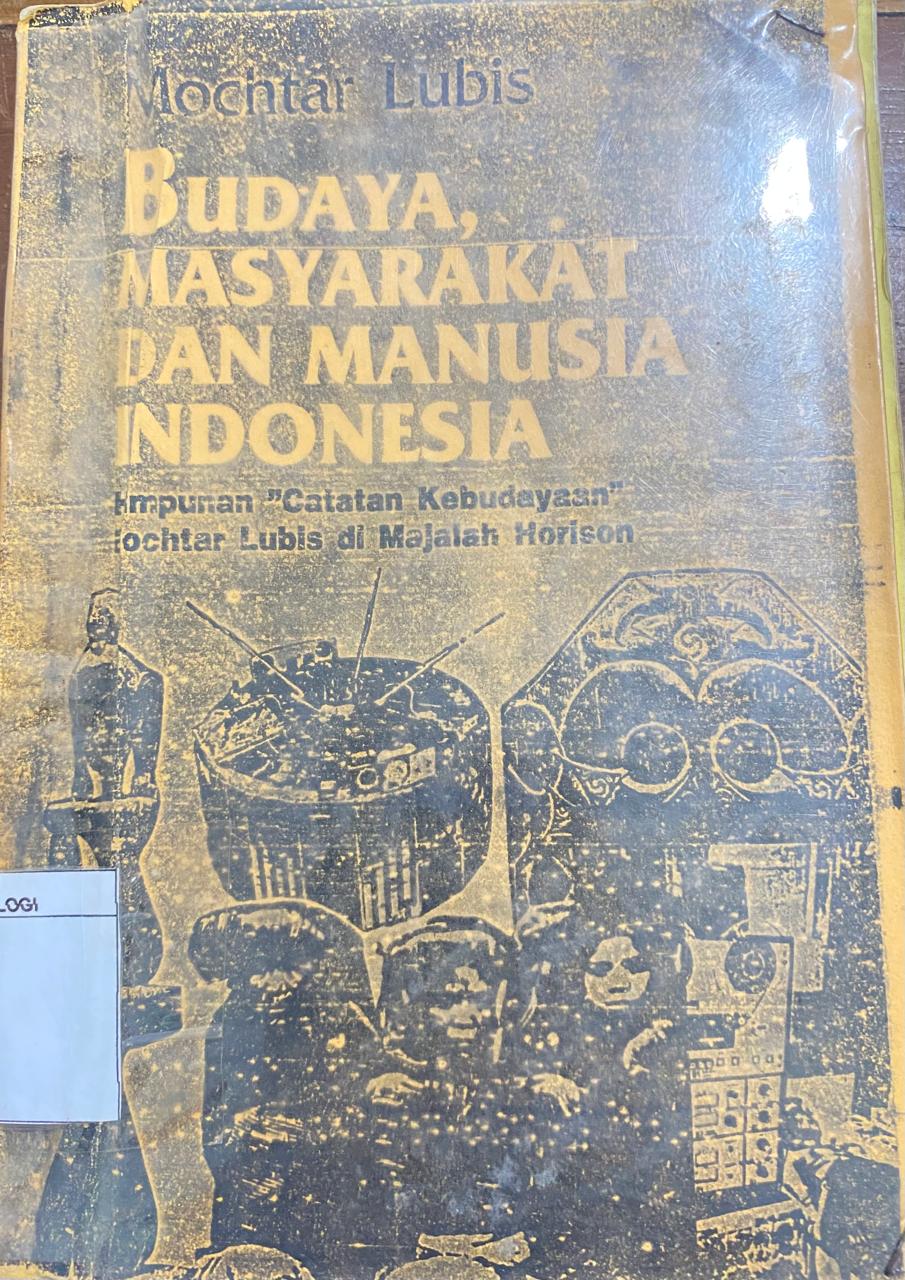 Mochtar Lubis
BUDAYA,
MASYARAKAT
DAN MANUSIA
INDONESIA
Himpunan "Catatan Kebudayaan"
Mochtar Lubis di Majalah Horison
LOGI